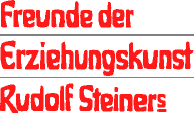 Freunde der
Erziehungskunst
Rudolf Steiners